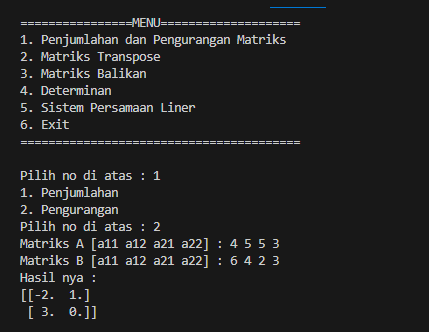 ================MENU====================
1. Penjumlahan dan Pengurangan Matriks
2. Matriks Transpose
3. Matriks Balikan
4. Determinan
5. Sistem Persamaan Liner
6. Exit
========================================
Pilih no di atas : 1
1. Penjumlahan
2. Pengurangan
Pilih no di atas : 2
Matriks A [a11 a12 a21 a22] : 4 5 5 3
Matriks B [a11 a12 a21 a22] : 6 4 2 3
Hasil nya :
[[-2.  1.]
 [ 3.  0.]]